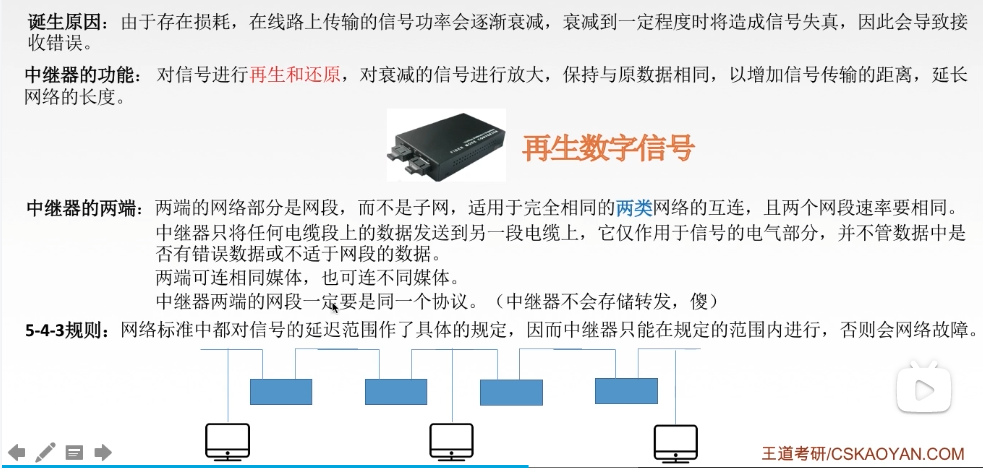 诞生原因：由于存在损耗，在线路上传输的信号功率会逐渐衰减，衰减到一定程度时将造成信号失真，因此会导致接
收错误。
中继器的功能： 对信号进行再生和还原，对衰减的信号进行放大，保持与原数据相同，以增加信号传输的距离，延长
网络的长度。
再生数字信号
中继器的两端：两端的网络部分是网段，而不是子网，适用于完全相同的两类网络的互连，且两个网段速率要相同。
中继器只将任何电缆段上的数据发送到另一段电缆上，它仅作用于信号的电气部分，并不管数据中是
否有错误数据或不适于网段的数据。
两端可连相同媒体，也可连不同媒体。
中继器两端的网段一定要是同一个协议。（中继器不会存储转发，傻）
5-4-3规则：网络标准中都对信号的延迟范围作了具体的规定，因而中继器只能在规定的范围内进行，否则会网络故障。
王道考研/CSKAOYAN.COM